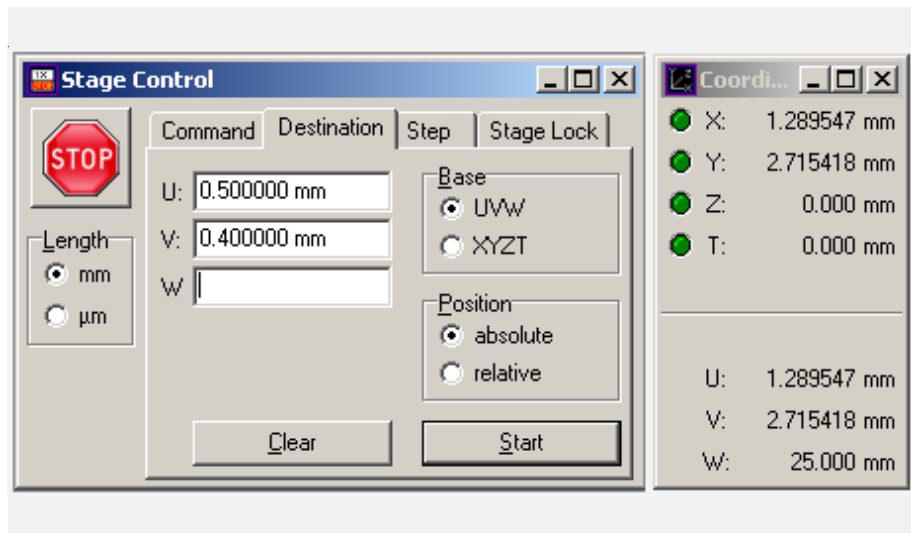 Stage Control
STOP
Length
mm
µm
Command Destination Step Stage Lock
U: 0.500000 mm
V: 0.400000 mm
W
Base
UVW
XYZT
Position
absolute
relative
Clear
Start
Coordi...
X: 1.289547 mm
Y: 2.715418 mm
Z: 0.000 mm
T: 0.000 mm
U: 1.289547 mm
V: 2.715418 mm
W: 25.000 mm